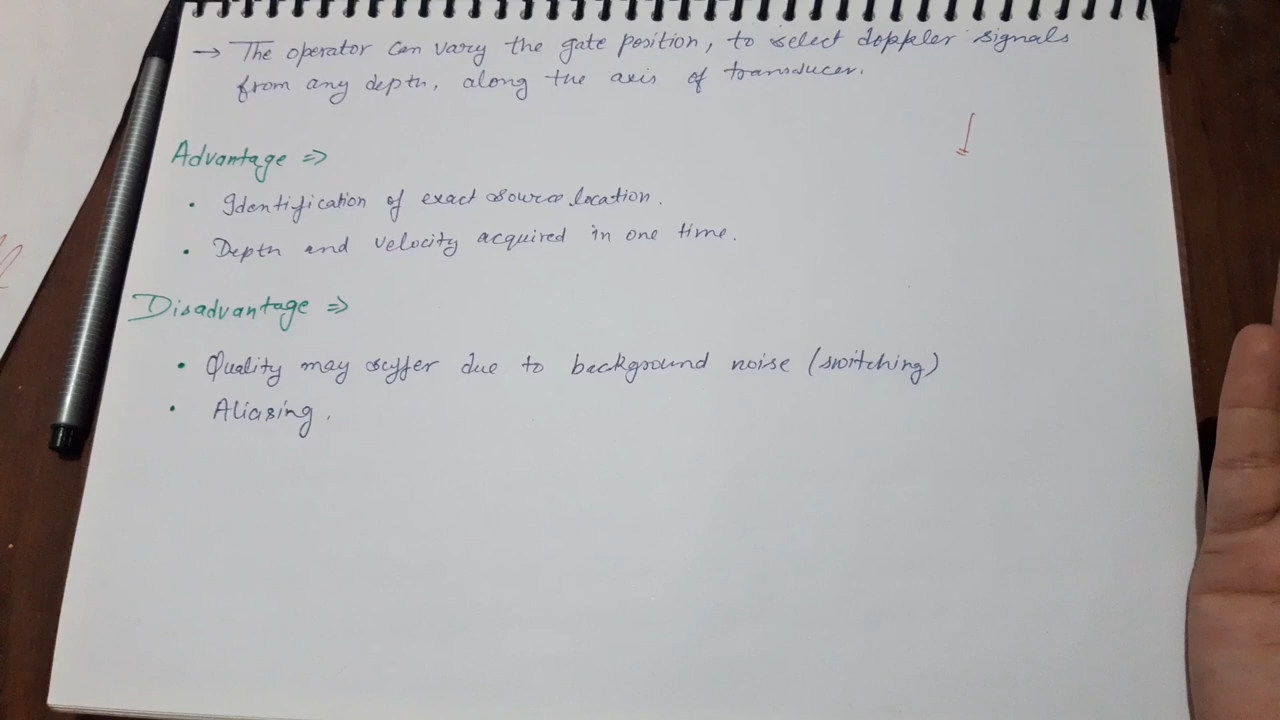 → The operator can vary the gate position, to select doppler signals
from any depth, along the axis of transducer.
Advantage ⇒
• Identification of exact source location.
• Depth and velocity acquired in one time.
Disadvantage ⇒
• Quality may suffer due to background noise (switching)
• Aliasing.